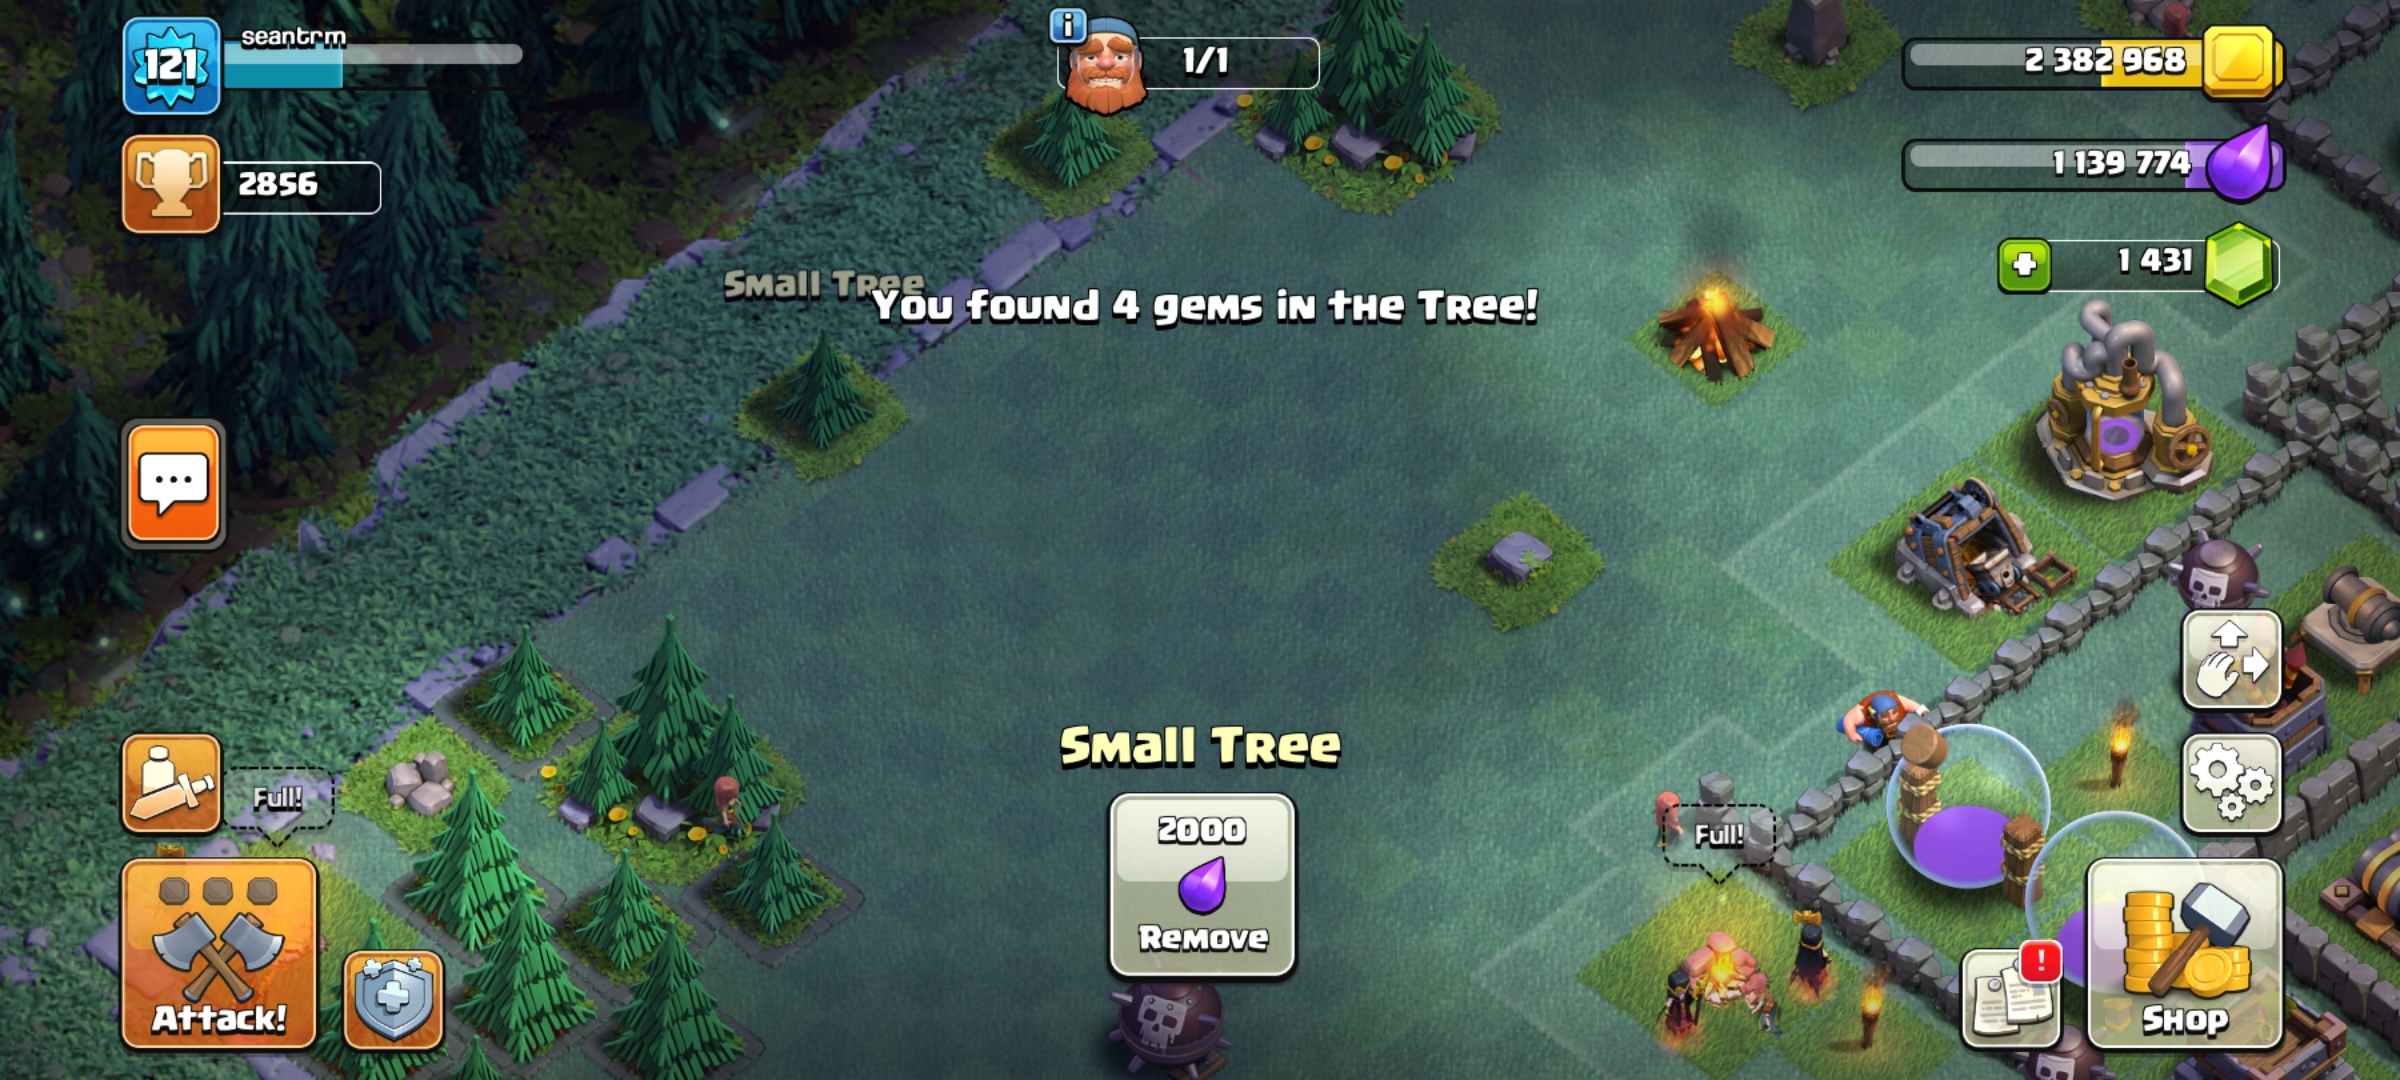 121
seantrm
i
1/1
2 382 968
2856
1 139 774
1 431
Small Tree
You found 4 gems in the Tree!
Small Tree
Full!
2000
Remove
Full!
!
Attack!
Shop